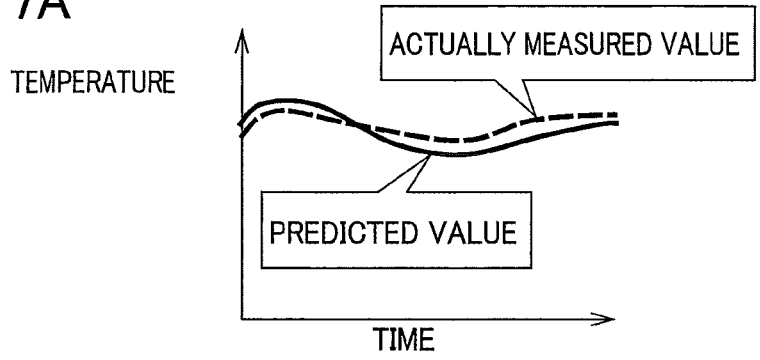 7A
ACTUALLY MEASURED VALUE
TEMPERATURE
PREDICTED VALUE
TIME